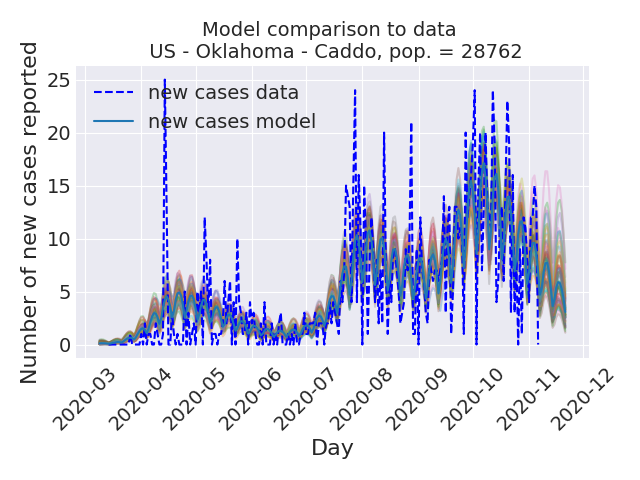 Model comparison to data
US - Oklahoma - Caddo, pop. = 28762
Number of new cases reported
25
20
15
10
5
0
new cases data
new cases model
2020-03
2020-04
2020-05
2020-06
2020-07
2020-08
2020-09
2020-10
2020-11
2020-12
Day